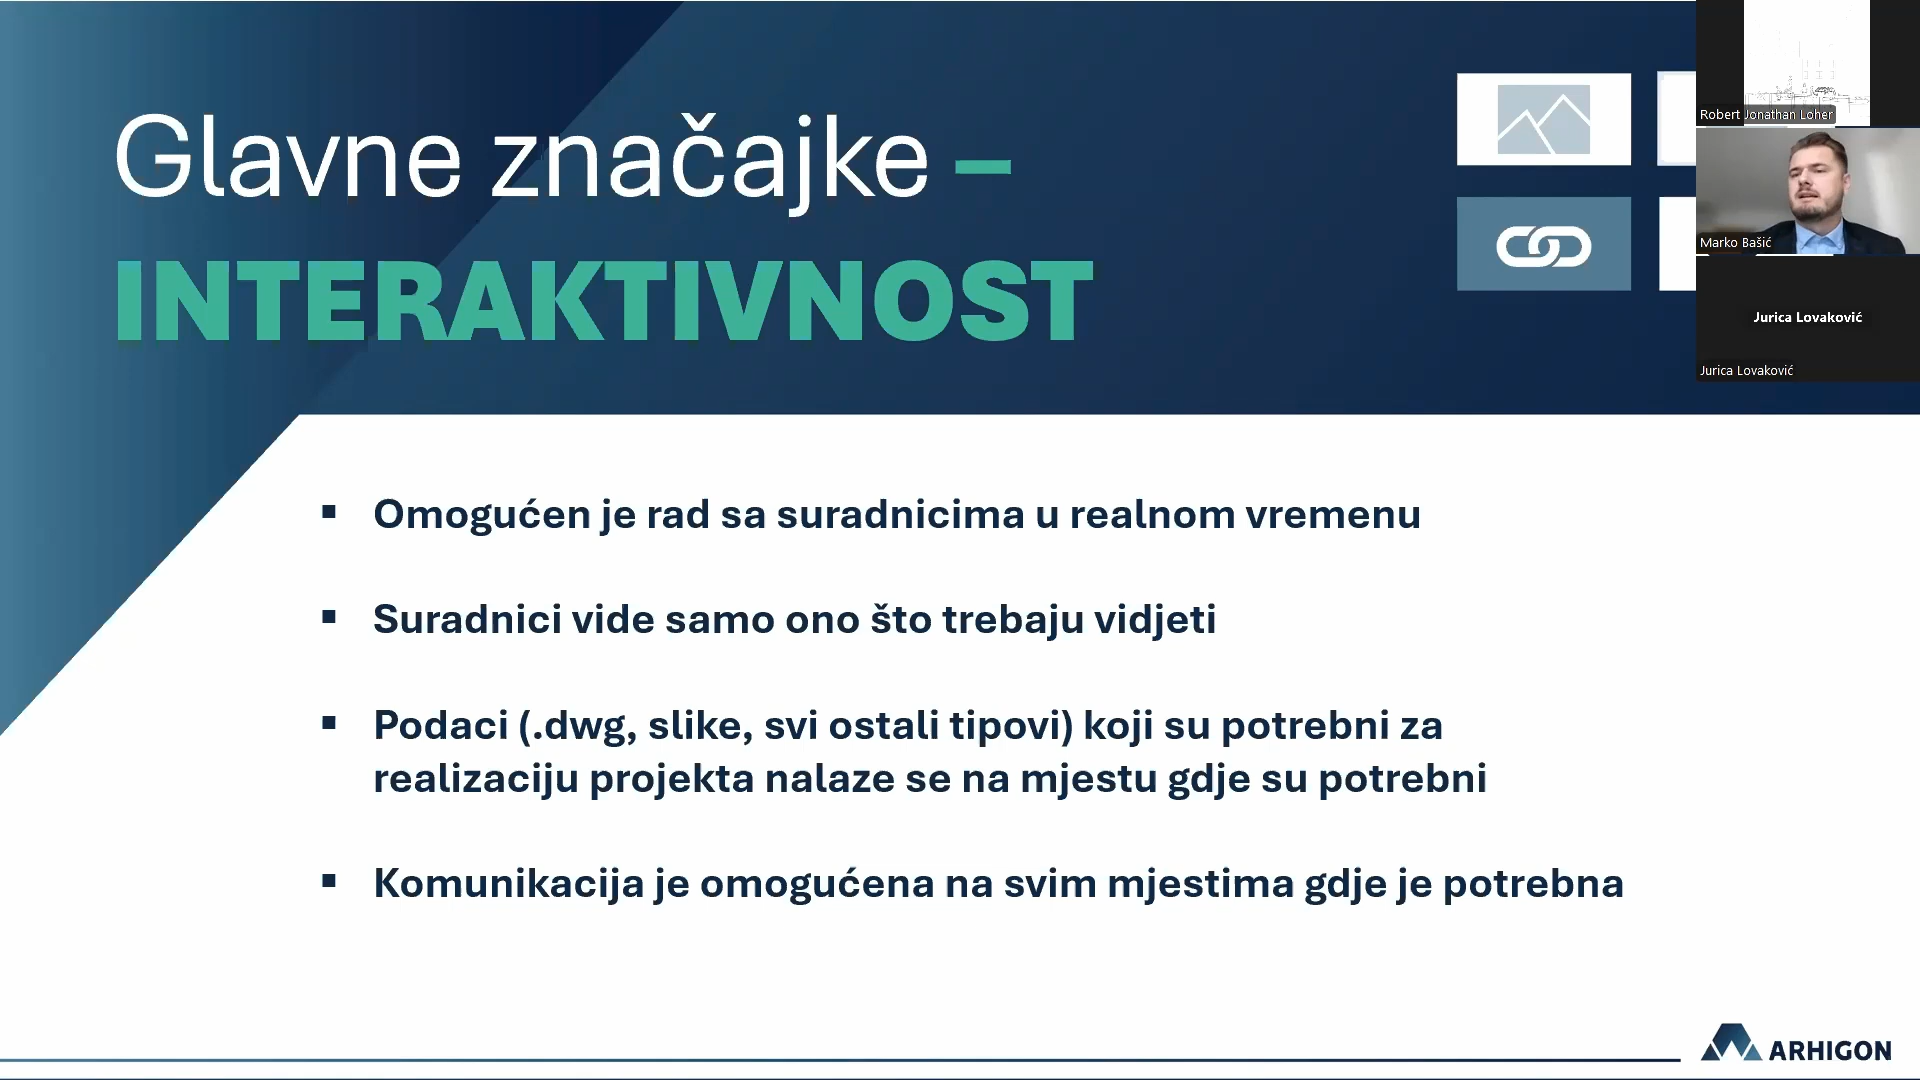 Glavne značajke –
INTERAKTIVNOST
▪ Omogućen je rad sa suradnicima u realnom vremenu
▪ Suradnici vide samo ono što trebaju vidjeti
▪ Podaci (.dwg, slike, svi ostali tipovi) koji su potrebni za
realizaciju projekta nalaze se na mjestu gdje su potrebni
▪ Komunikacija je omogućena na svim mjestima gdje je potrebna
Robert Jonathan Loher
Marko Bašić
Jurica Lovaković
Jurica Lovaković
ARHIGON